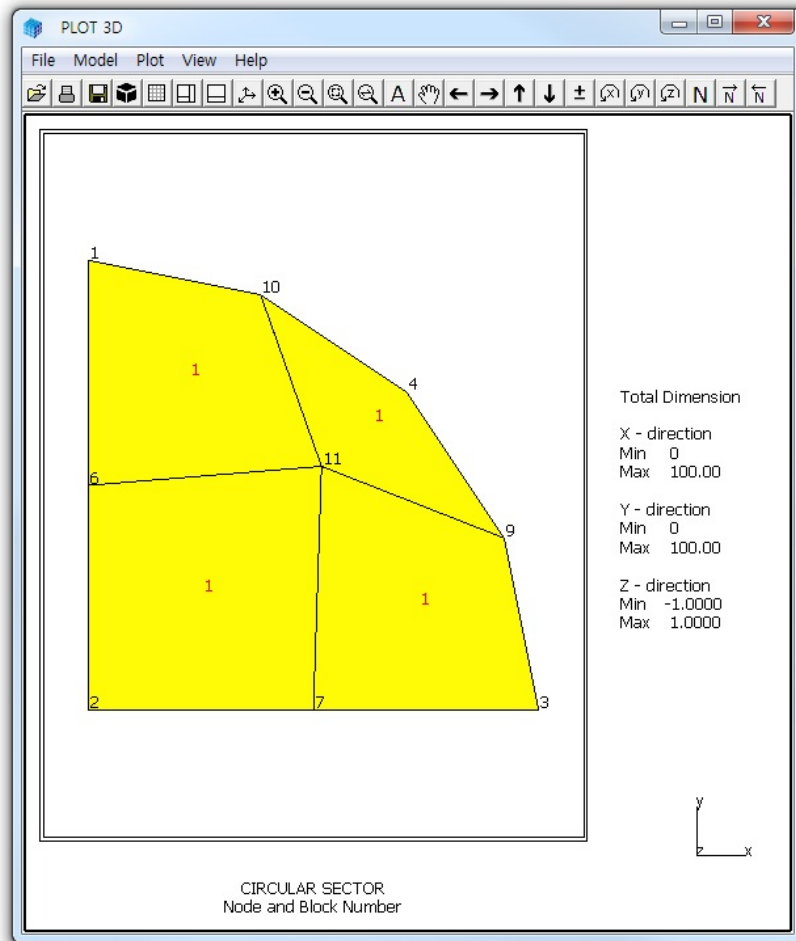 PLOT 3D
File Model Plot View Help
A X Y Z N N N
1
10
1
4
1
Total Dimension
X - direction
Min 0
Max 100.00
11
6
Y - direction
Min 0
Max 100.00
9
1
1
Z - direction
Min -1.0000
Max 1.0000
2
7
3
y
z
x
CIRCULAR SECTOR
Node and Block Number